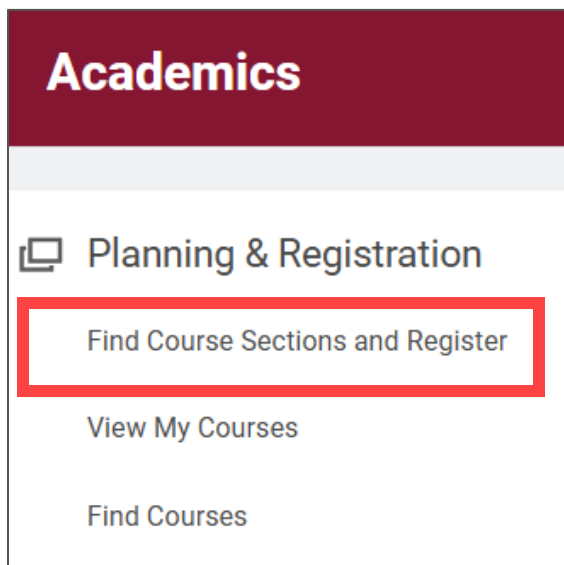 Academics
Planning & Registration
Find Course Sections and Register
View My Courses
Find Courses